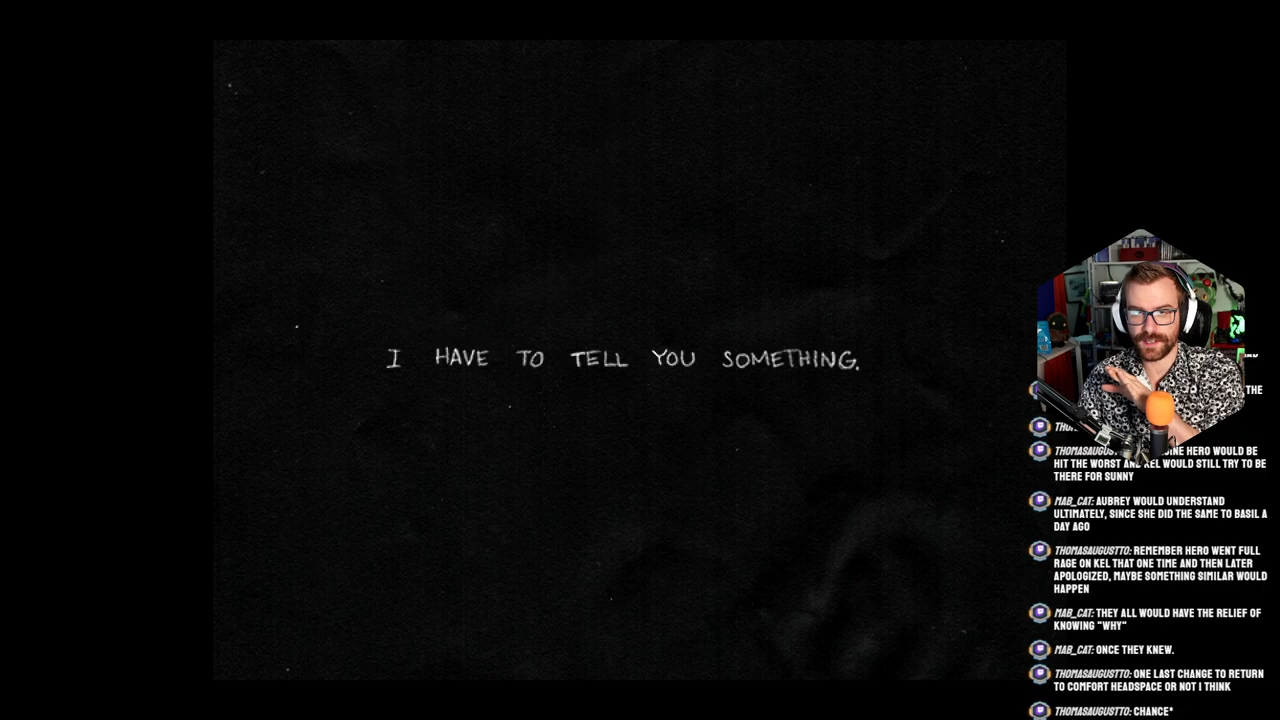 I HAVE TO TELL YOU SOMETHING.
THE
HERO WOULD BE
HIT THE WORST AND KEL WOULD STILL TRY TO BE
THERE FOR SUNNY
MAB_CAT: AUBREY WOULD UNDERSTAND
ULTIMATELY, SINCE SHE DID THE SAME TO BASIL A
DAY AGO
THOMASAUGUSTTO: REMEMBER HERO WENT FULL
RAGE ON KEL THAT ONE TIME AND THEN LATER
APOLOGIZED, MAYBE SOMETHING SIMILAR WOULD
HAPPEN
MAB_CAT: THEY ALL WOULD HAVE THE RELIEF OF
KNOWING "WHY"
MAB_CAT: ONCE THEY KNEW.
THOMASAUGUSTTO: ONE LAST CHANGE TO RETURN
TO COMFORT HEADSPACE OR NOT I THINK
THOMASAUGUSTTO: CHANCE*